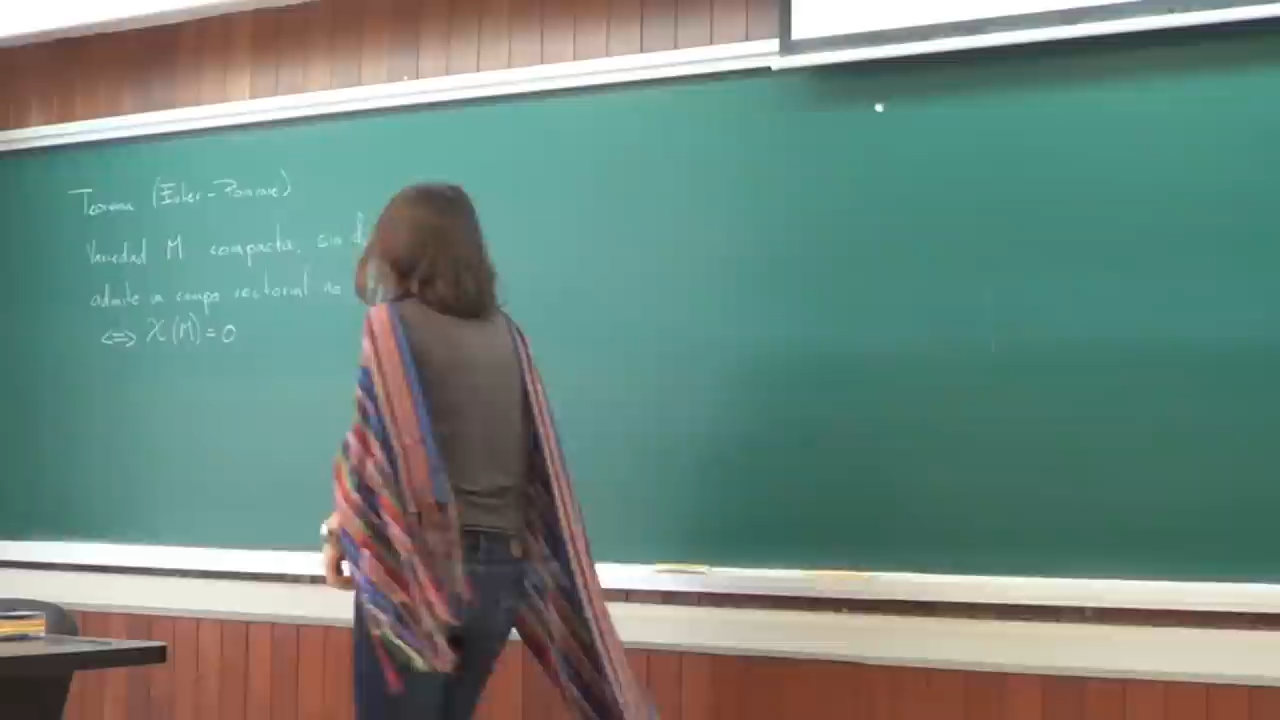 Teorema (Euler-Poincaré)
Variedad M compacta, sin
admite un campo vectorial no
⇔ χ(M) = 0